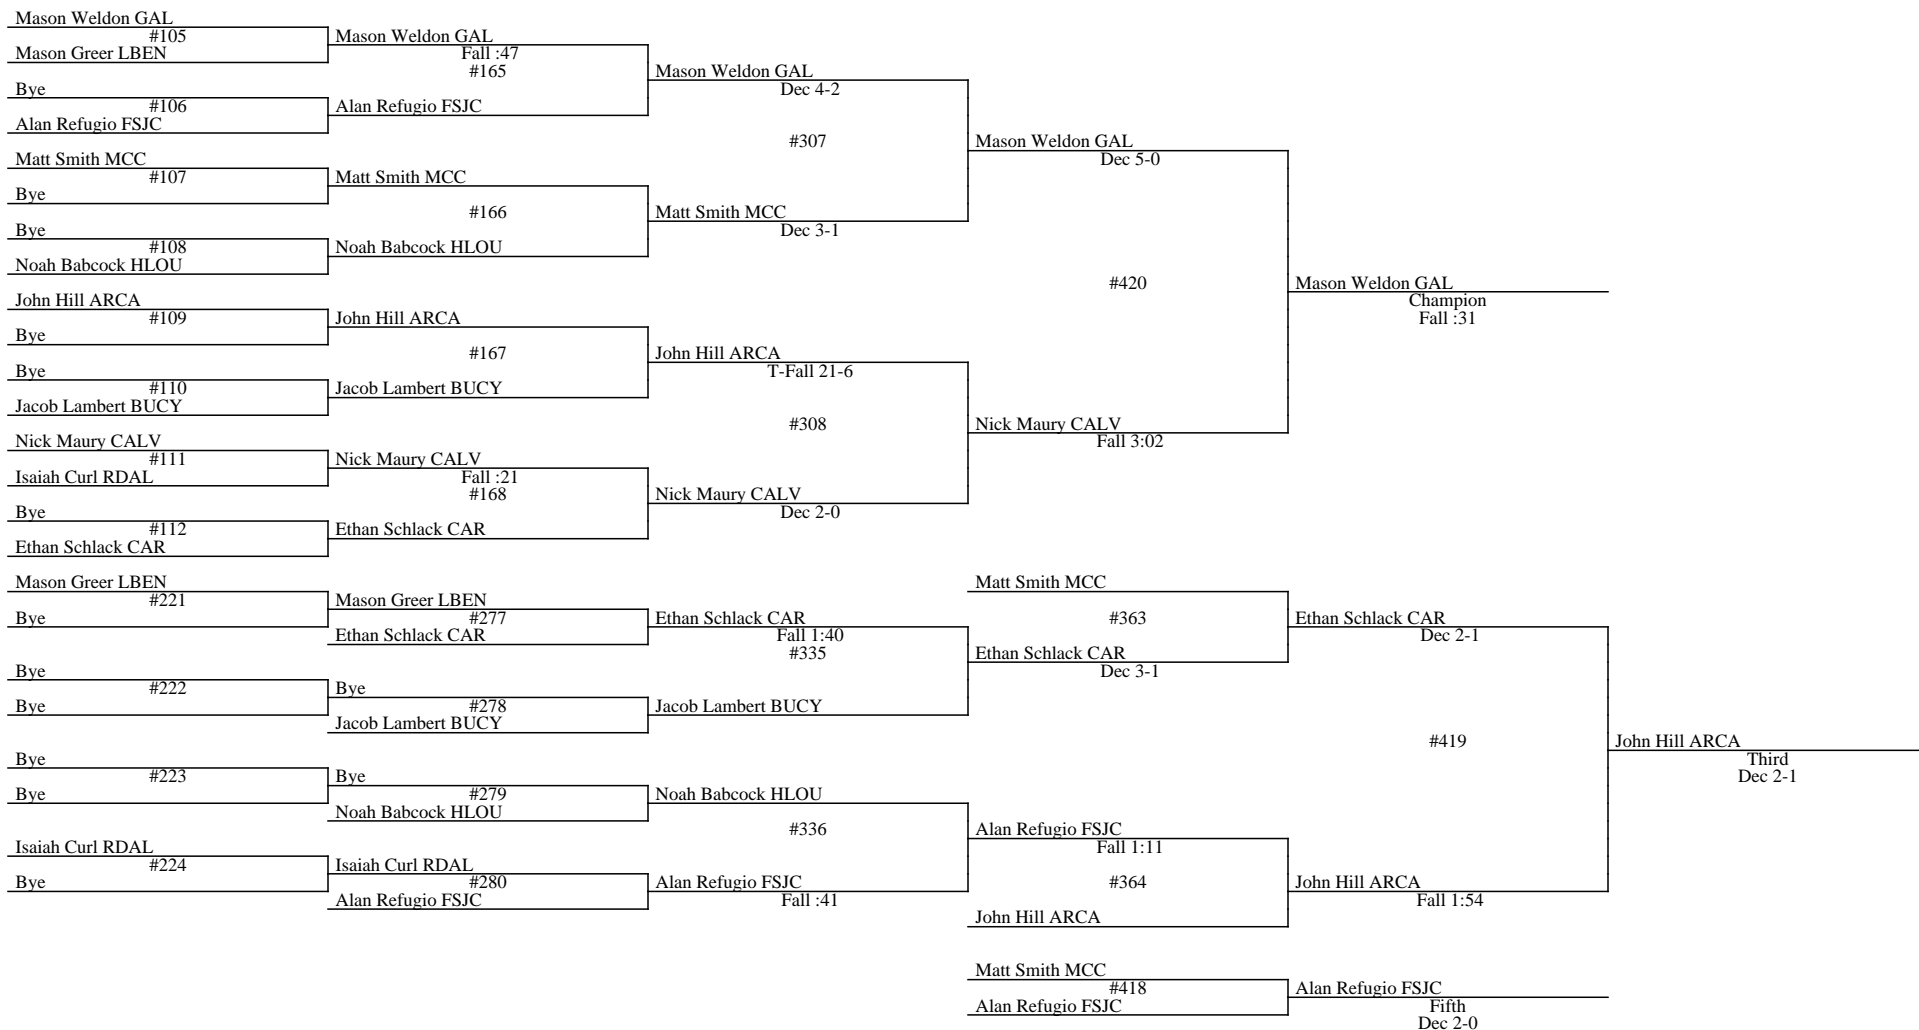 Mason Weldon GAL
#105
Mason Greer LBEN
Bye
#106
Alan Refugio FSJC
Matt Smith MCC
#107
Bye
Bye
#108
Noah Babcock HLOU
John Hill ARCA
#109
Bye
Bye
#110
Jacob Lambert BUCY
Nick Maury CALV
#111
Isaiah Curl RDAL
Bye
#112
Ethan Schlack CAR
Mason Weldon GAL
Fall :47
#165
Alan Refugio FSJC
Matt Smith MCC
#166
Noah Babcock HLOU
John Hill ARCA
#167
Jacob Lambert BUCY
Nick Maury CALV
Fall :21
#168
Ethan Schlack CAR
Mason Weldon GAL
Dec 4-2
#307
Matt Smith MCC
Dec 3-1
John Hill ARCA
T-Fall 21-6
#308
Nick Maury CALV
Dec 2-0
Mason Weldon GAL
Dec 5-0
#420
Nick Maury CALV
Fall 3:02
Mason Weldon GAL
Champion
Fall :31
Mason Greer LBEN
#221
Bye
Bye
#222
Bye
Bye
#223
Bye
Isaiah Curl RDAL
#224
Bye
Mason Greer LBEN
#277
Ethan Schlack CAR
Bye
#278
Jacob Lambert BUCY
Bye
#279
Noah Babcock HLOU
Isaiah Curl RDAL
#280
Alan Refugio FSJC
Ethan Schlack CAR
Fall 1:40
#335
Jacob Lambert BUCY
Noah Babcock HLOU
#336
Alan Refugio FSJC
Fall :41
Matt Smith MCC
#363
Ethan Schlack CAR
Dec 3-1
Alan Refugio FSJC
Fall 1:11
#364
John Hill ARCA
Ethan Schlack CAR
Dec 2-1
#419
John Hill ARCA
Fall 1:54
John Hill ARCA
Third
Dec 2-1
Matt Smith MCC
#418
Alan Refugio FSJC
Alan Refugio FSJC
Fifth
Dec 2-0